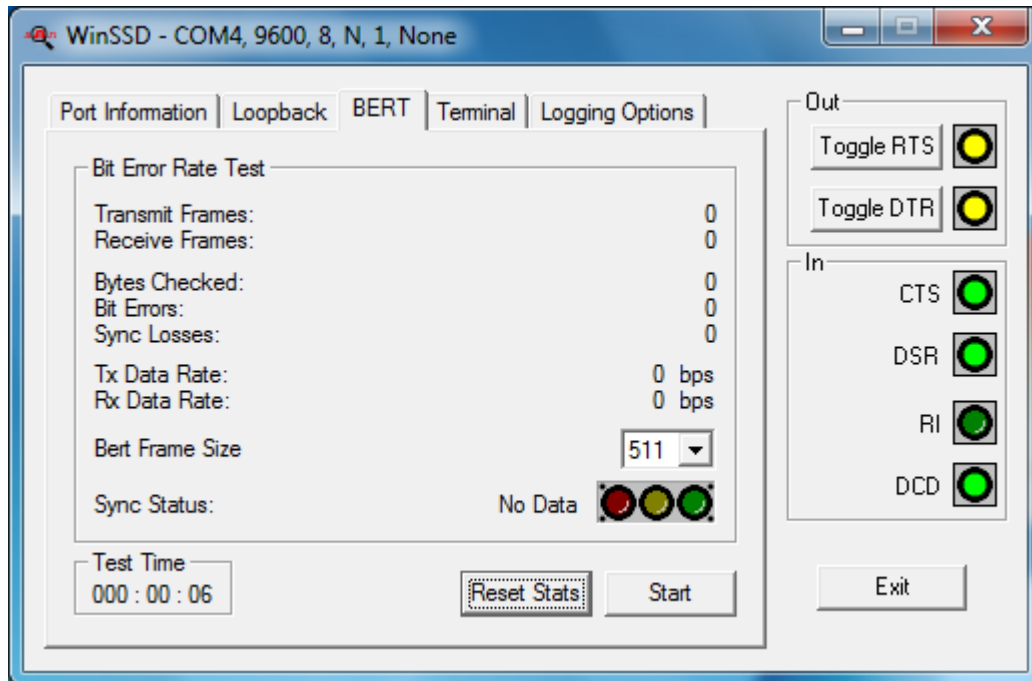 WinSSD - COM4, 9600, 8, N, 1, None
Port Information Loopback BERT Terminal Logging Options
Bit Error Rate Test
Transmit Frames: 0
Receive Frames: 0
Bytes Checked: 0
Bit Errors: 0
Sync Losses: 0
Tx Data Rate: 0 bps
Rx Data Rate: 0 bps
Bert Frame Size 511
Sync Status: No Data
Test Time
000 : 00 : 06
Reset Stats Start
Out
Toggle RTS
Toggle DTR
In
CTS
DSR
RI
DCD
Exit